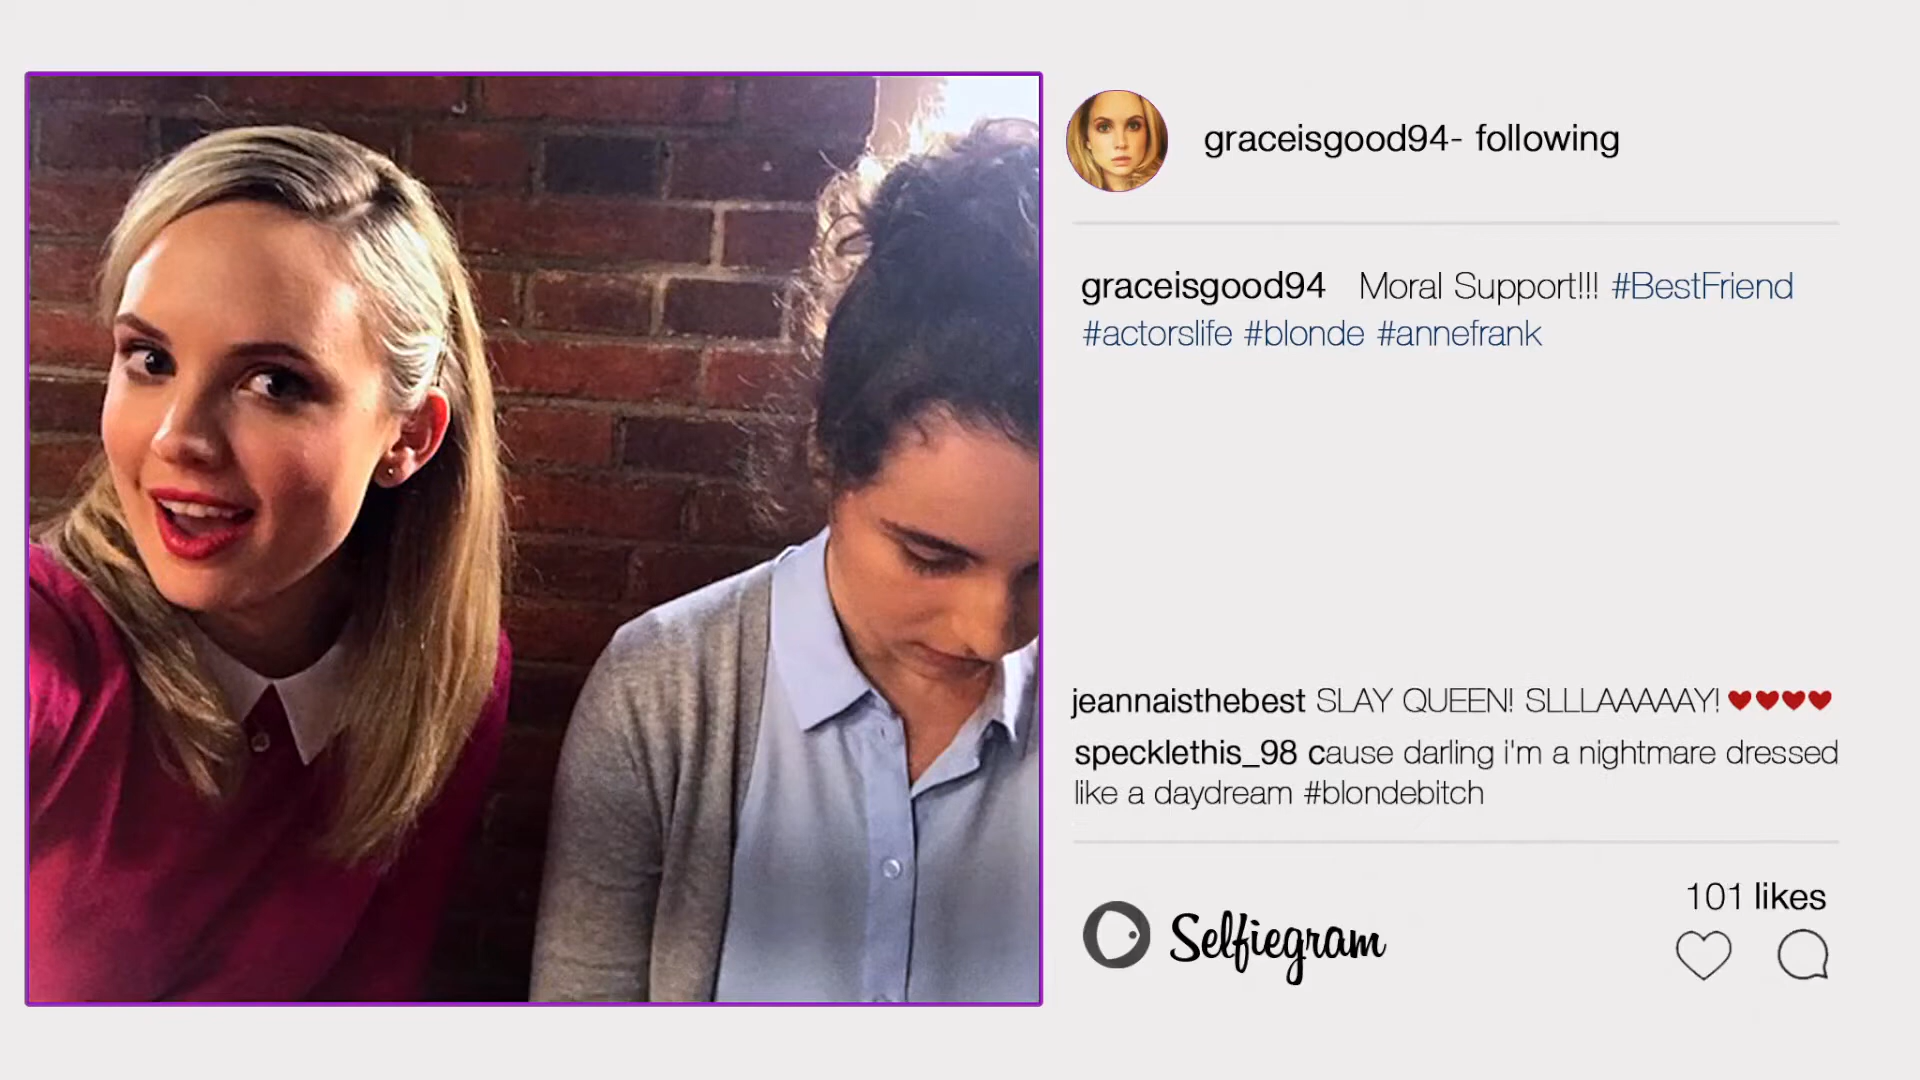 graceisgood94- following
graceisgood94 Moral Support!!! #BestFriend
#actorslife #blonde #annefrank
jeannaisthebest SLAY QUEEN! SLLLAAAAAY!♥♥♥♥
specklethis_98 cause darling i'm a nightmare dressed
like a daydream #blondebitch
101 likes
Selfiegram